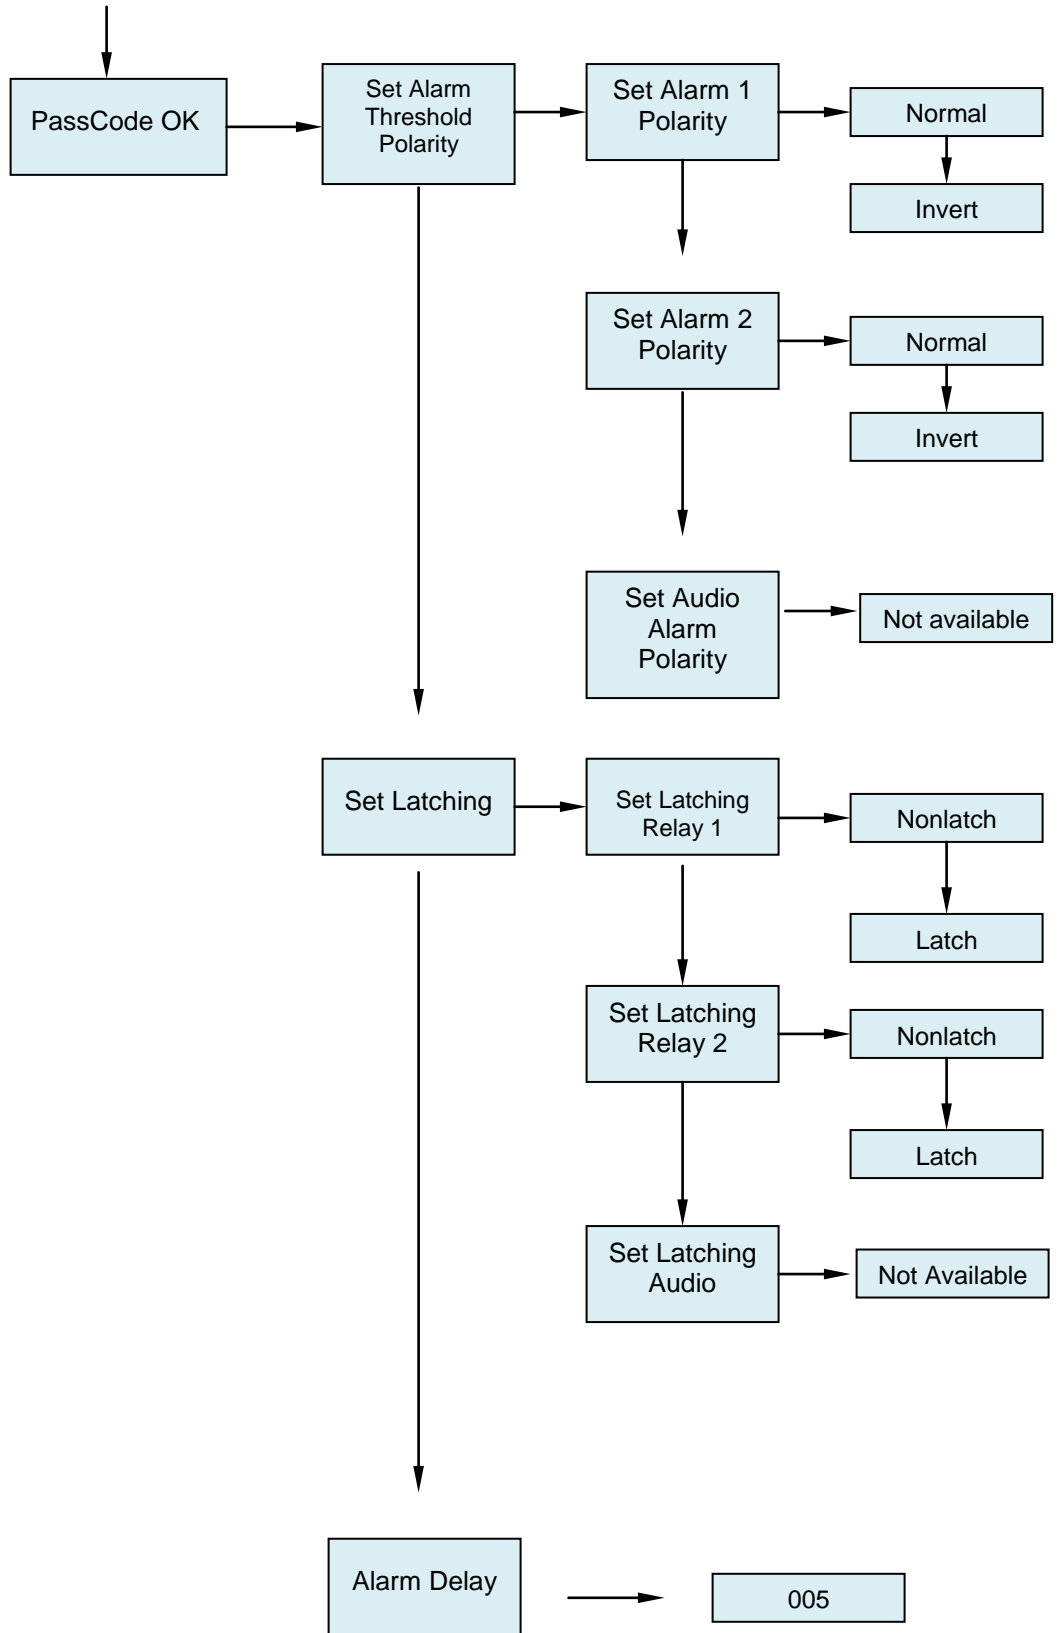 PassCode OK
Set Alarm
Threshold
Polarity
Set Alarm 1
Polarity
Normal
Invert
Set Alarm 2
Polarity
Normal
Invert
Set Audio
Alarm
Polarity
Not available
Set Latching
Set Latching
Relay 1
Nonlatch
Latch
Set Latching
Relay 2
Nonlatch
Latch
Set Latching
Audio
Not Available
Alarm Delay
005